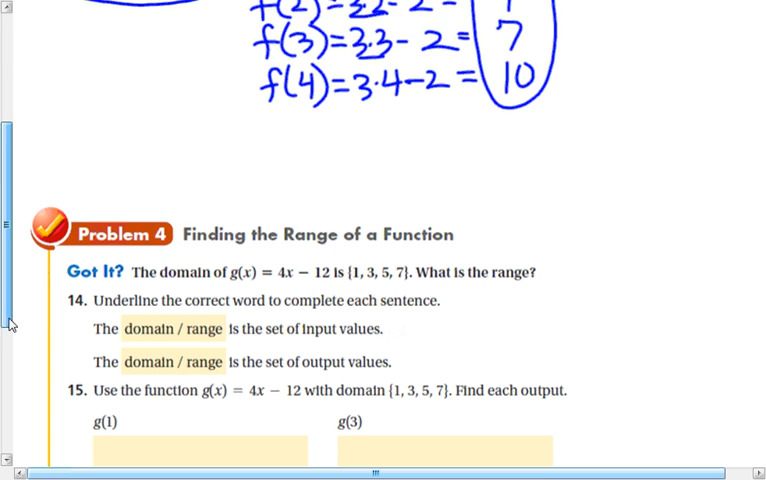 f(2)=3·2-2=
f(3)=3·3-2=7
f(4)=3·4-2=10
Problem 4 Finding the Range of a Function
Got It? The domain of g(x) = 4x − 12 is {1, 3, 5, 7}. What is the range?
14. Underline the correct word to complete each sentence.
The domain / range is the set of input values.
The domain / range is the set of output values.
15. Use the function g(x) = 4x − 12 with domain {1, 3, 5, 7}. Find each output.
g(1) g(3)